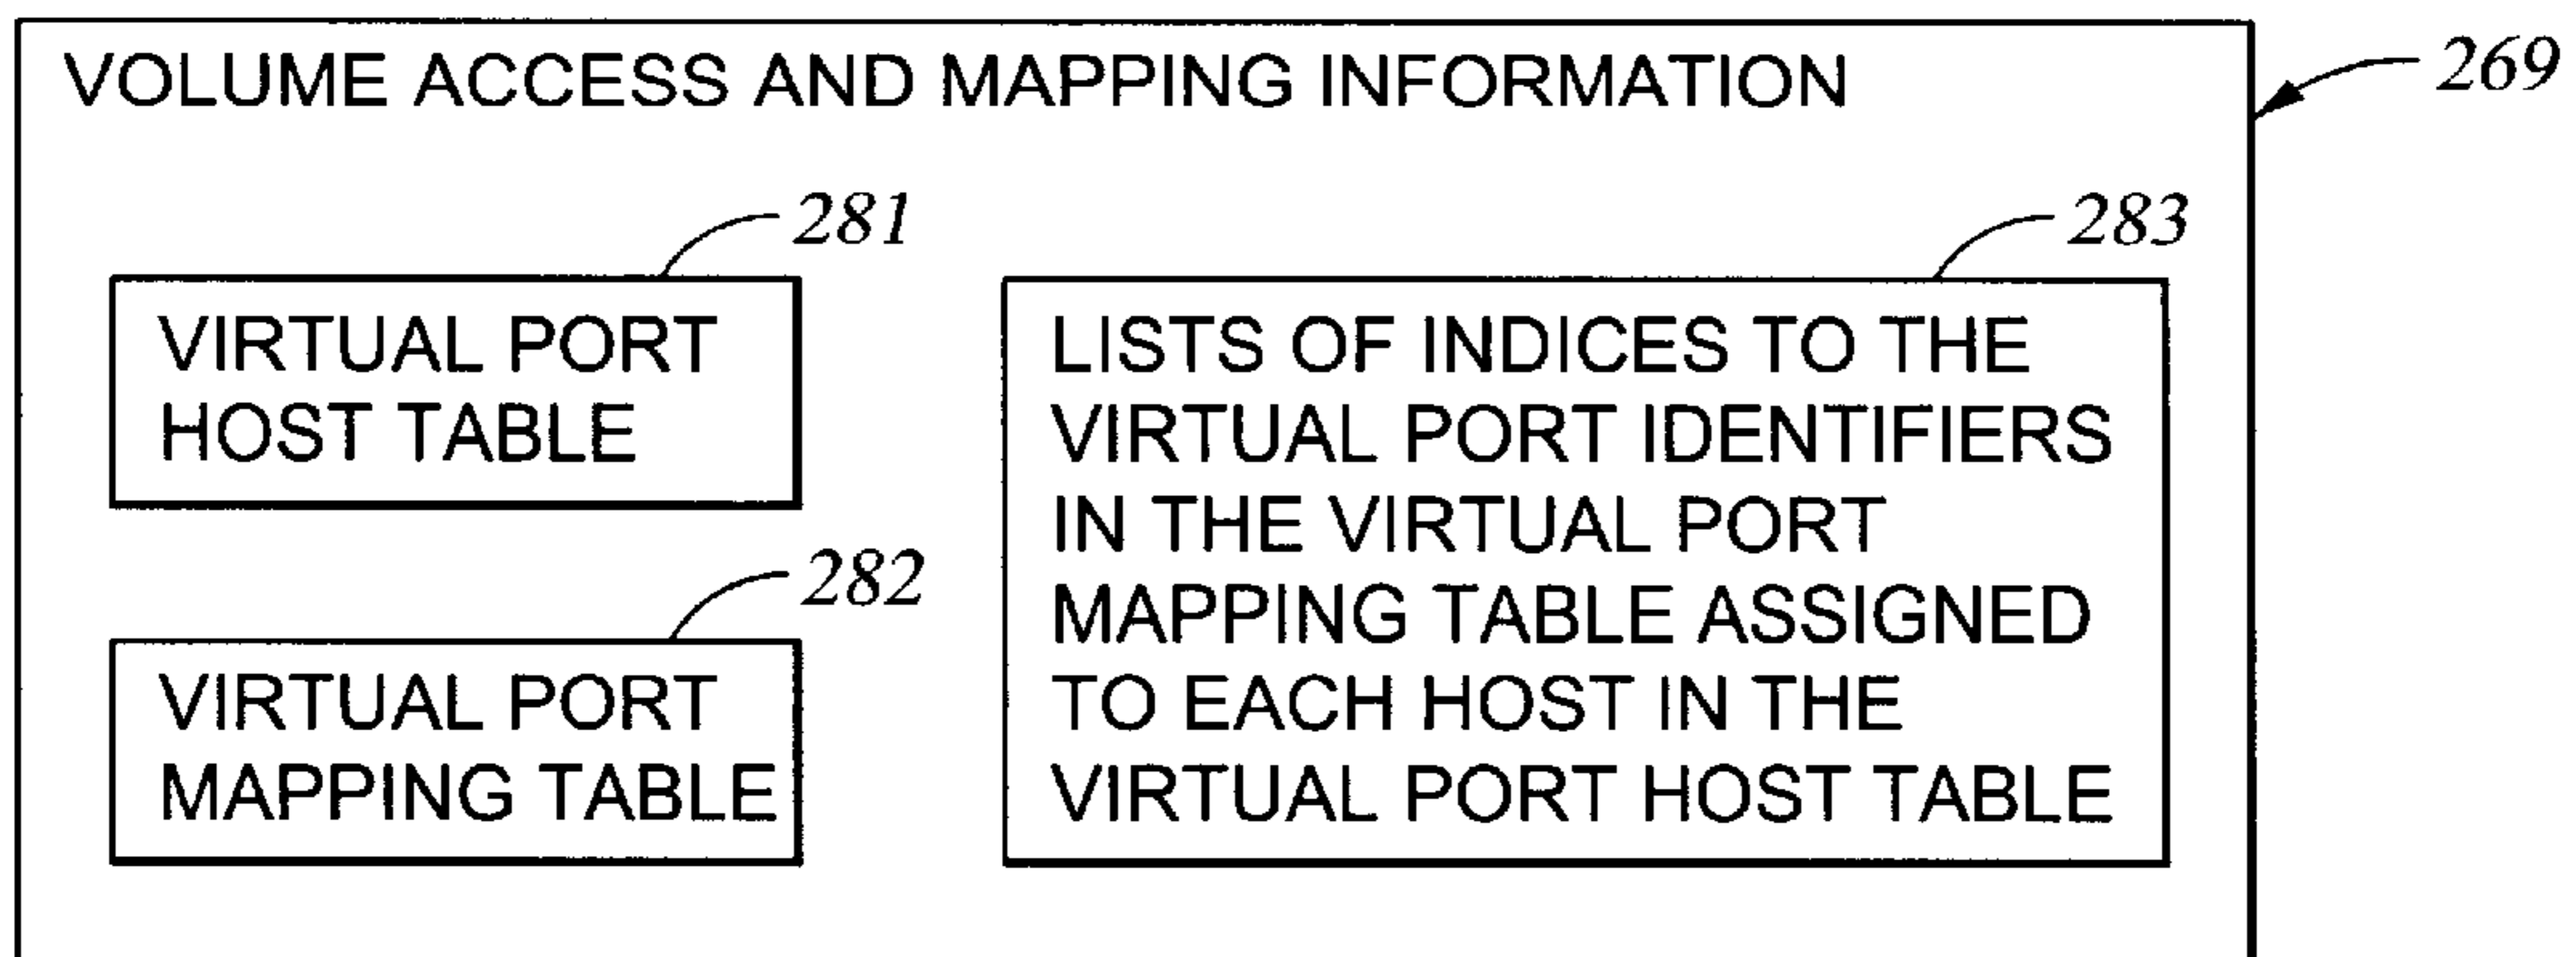 VOLUME ACCESS AND MAPPING INFORMATION
269
281
VIRTUAL PORT
HOST TABLE
282
VIRTUAL PORT
MAPPING TABLE
283
LISTS OF INDICES TO THE
VIRTUAL PORT IDENTIFIERS
IN THE VIRTUAL PORT
MAPPING TABLE ASSIGNED
TO EACH HOST IN THE
VIRTUAL PORT HOST TABLE